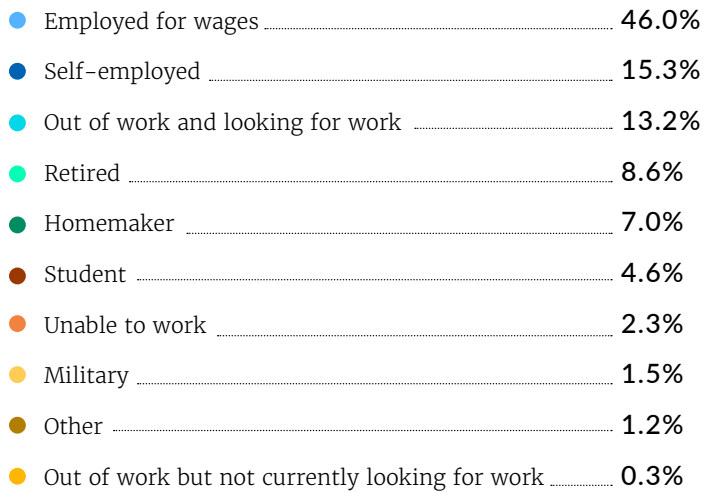 Employed for wages 46.0%
Self-employed 15.3%
Out of work and looking for work 13.2%
Retired 8.6%
Homemaker 7.0%
Student 4.6%
Unable to work 2.3%
Military 1.5%
Other 1.2%
Out of work but not currently looking for work 0.3%